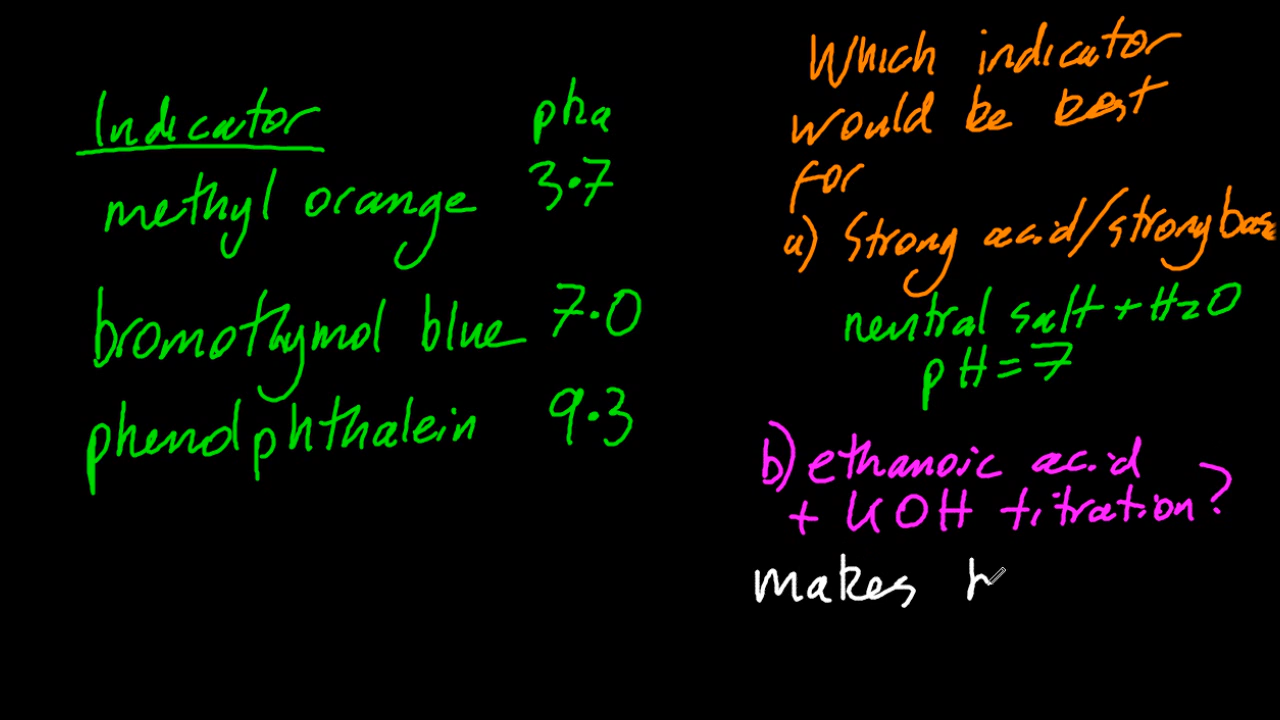 Indicator pka
methyl orange 3.7
bromothymol blue 7.0
phenolphthalein 9.3
Which indicator
would be best
for
a) Strong acid/strong base
neutral salt + H2O
pH = 7
b) ethanoic acid
+ KOH titration?
makes